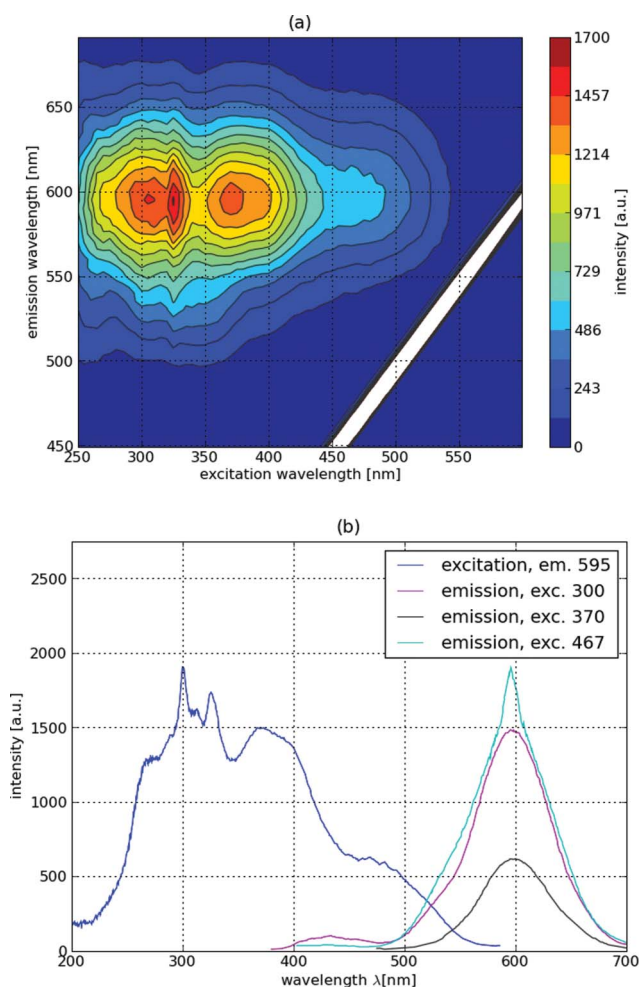 (a)
emission wavelength [nm]
650
600
550
500
450
250 300 350 400 450 500 550
excitation wavelength [nm]
1700
1457
1214
971
729
486
243
0
intensity [a.u.]
(b)
intensity [a.u.]
2500
2000
1500
1000
500
0
excitation, em. 595
emission, exc. 300
emission, exc. 370
emission, exc. 467
200 300 400 500 600 700
wavelength λ[nm]